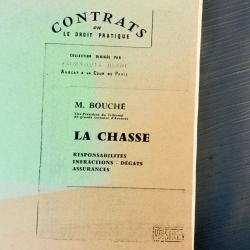 CONTRATS
ou
LE DROIT PRATIQUE
COLLECTION DIRIGÉE PAR
AVOCAT A LA COUR DE PARIS
M. BOUCHÉ
Vice-Président du Tribunal
de grande instance d'Avesnes
LA CHASSE
RESPONSABILITÉS
INFRACTIONS - DÉGATS
ASSURANCES